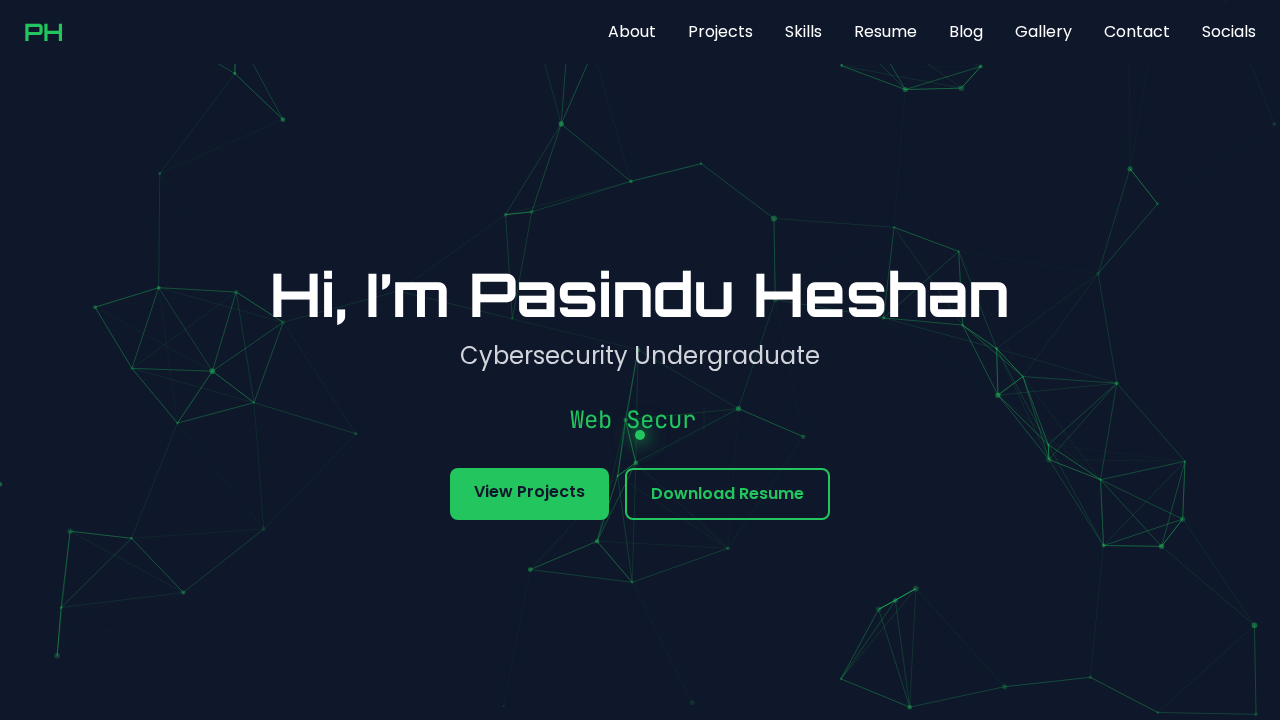 PH
About Projects Skills Resume Blog Gallery Contact Socials
Hi, I'm Pasindu Heshan
Cybersecurity Undergraduate
Web Secur
View Projects Download Resume